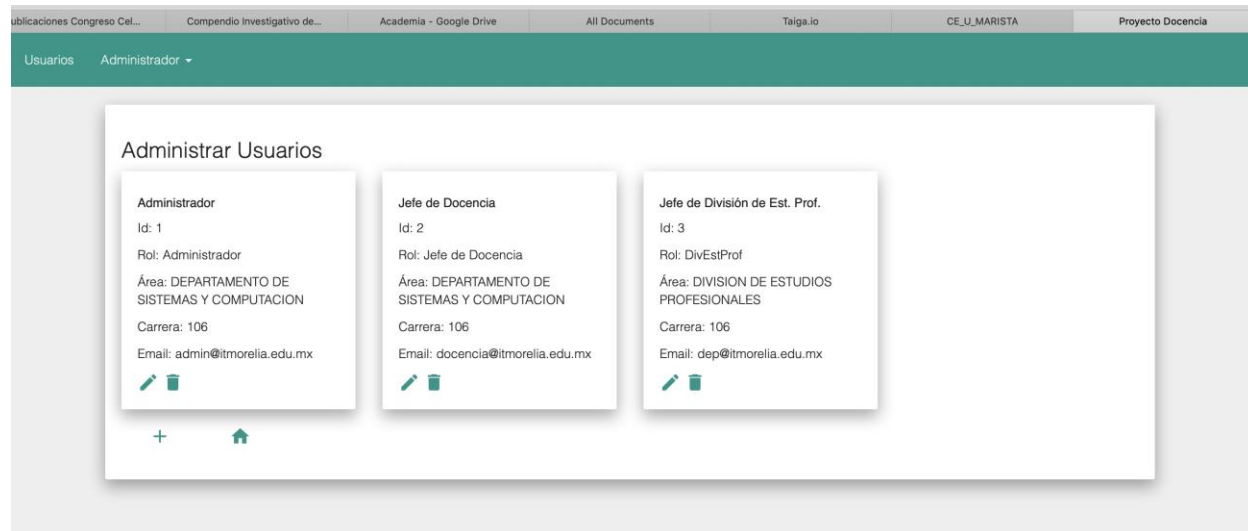 ublicaciones Congreso Cel... Compendio Investigativo de... Academia - Google Drive All Documents Taiga.io CE_U_MARISTA Proyecto Docencia
Usuarios Administrador
Administrar Usuarios
Administrador
Id: 1
Rol: Administrador
Área: DEPARTAMENTO DE
SISTEMAS Y COMPUTACION
Carrera: 106
Email: admin@itmorelia.edu.mx
Jefe de Docencia
Id: 2
Rol: Jefe de Docencia
Área: DEPARTAMENTO DE
SISTEMAS Y COMPUTACION
Carrera: 106
Email: docencia@itmorelia.edu.mx
Jefe de División de Est. Prof.
Id: 3
Rol: DivEstProf
Área: DIVISION DE ESTUDIOS
PROFESIONALES
Carrera: 106
Email: dep@itmorelia.edu.mx